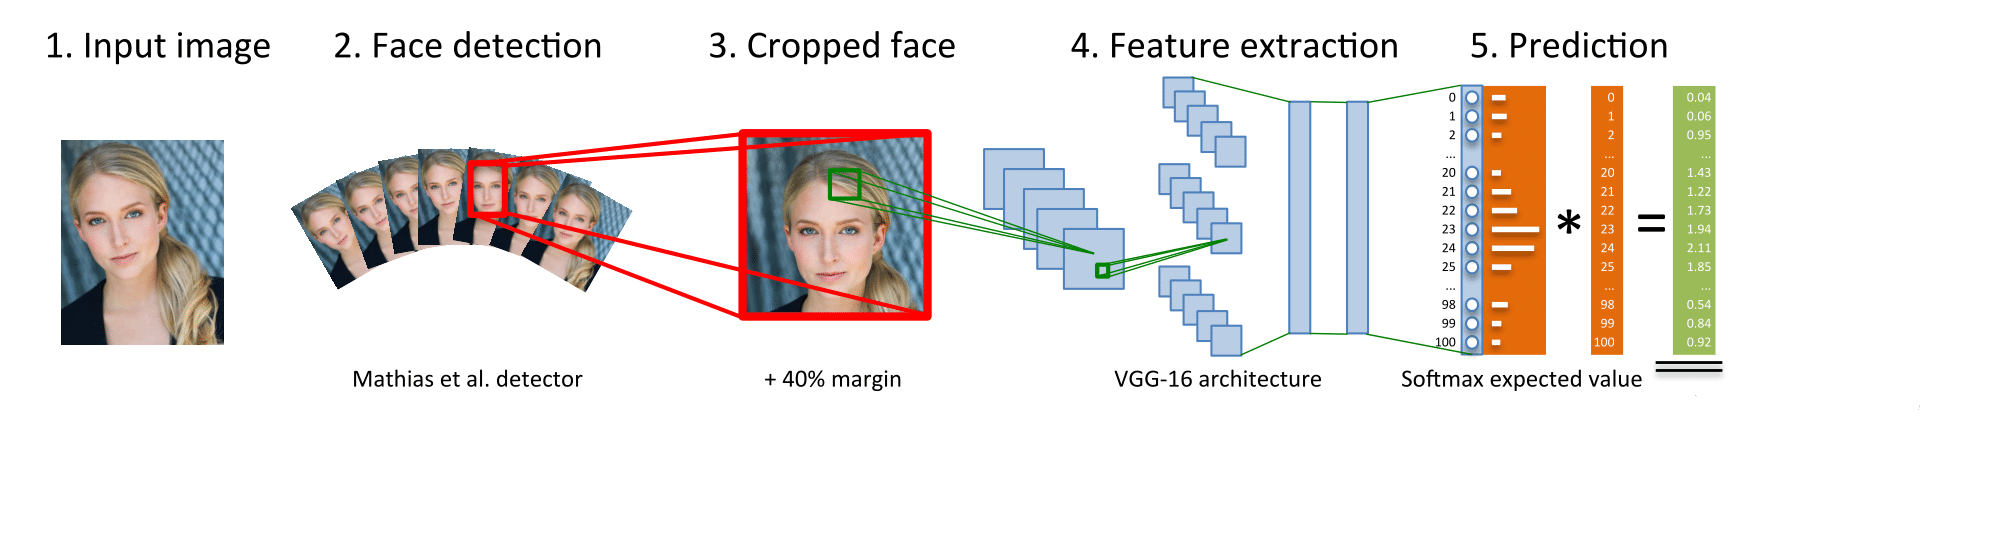 1. Input image
2. Face detection
3. Cropped face
4. Feature extraction
5. Prediction
0 0 0.04
1 1 0.06
2 2 0.95
... ... ...
20 20 1.43
21 21 1.22
22 22 1.73
23 * 23 = 1.94
24 24 2.11
25 25 1.85
... ... ...
98 98 0.54
99 99 0.84
100 100 0.92
Mathias et al. detector
+ 40% margin
VGG-16 architecture
Softmax expected value